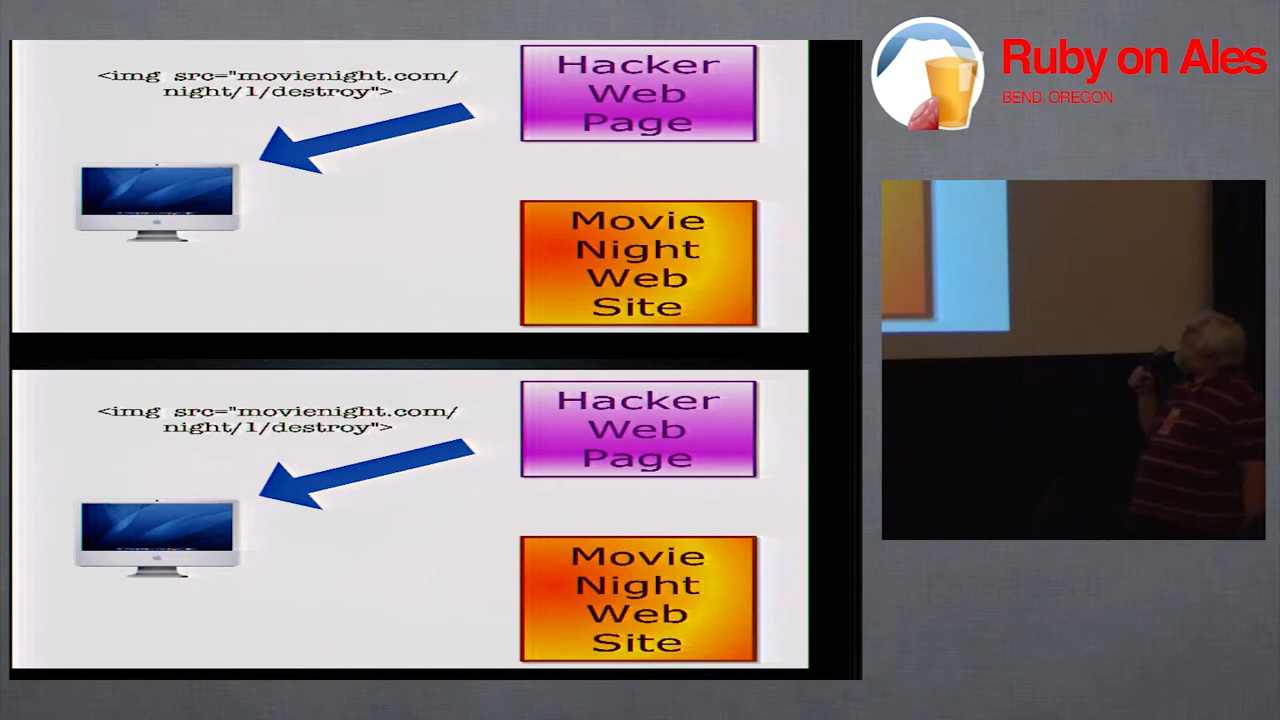 <img src="movienight.com/
night/1/destroy">
Hacker
Web
Page
Movie
Night
Web
Site
<img src="movienight.com/
night/1/destroy">
Hacker
Web
Page
Movie
Night
Web
Site
Ruby on Ales
BEND OREGON